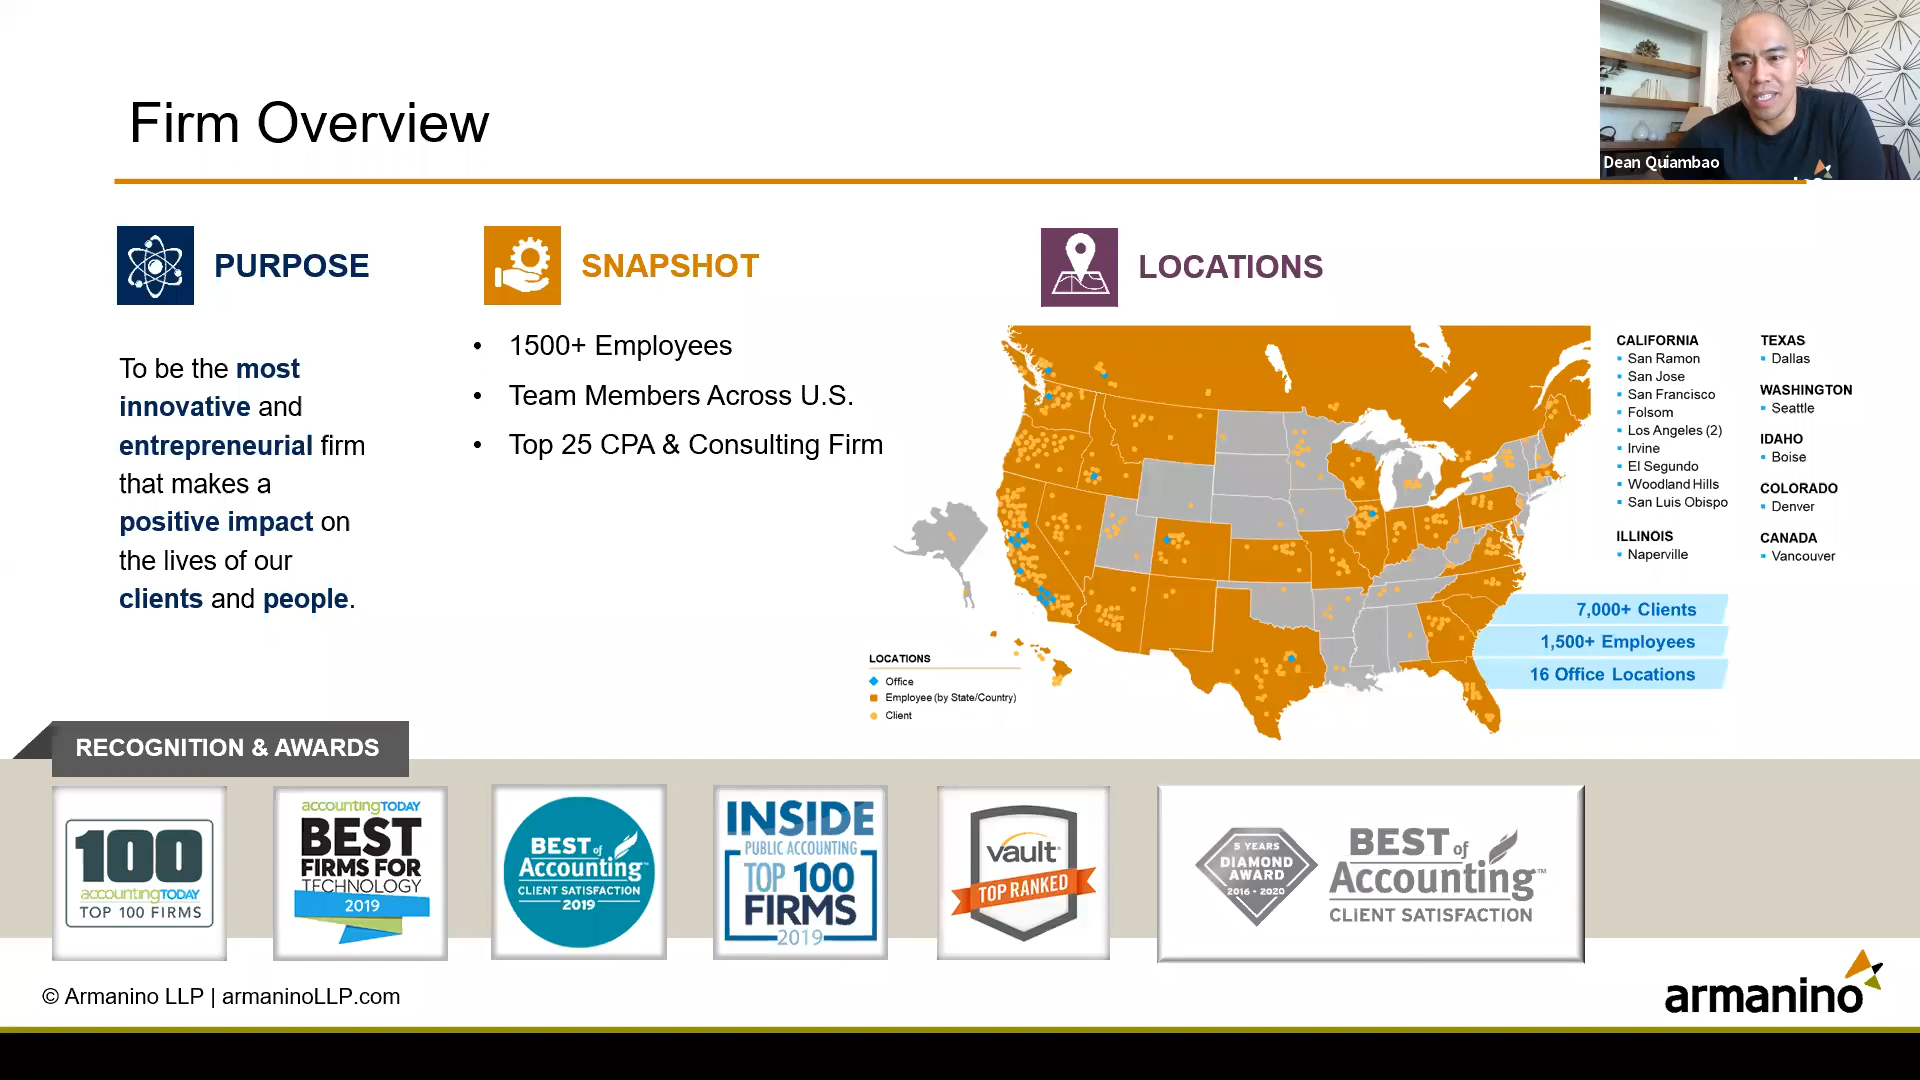 Firm Overview
Dean Quiambao
PURPOSE
To be the most
innovative and
entrepreneurial firm
that makes a
positive impact on
the lives of our
clients and people.
SNAPSHOT
• 1500+ Employees
• Team Members Across U.S.
• Top 25 CPA & Consulting Firm
LOCATIONS
CALIFORNIA
San Ramon
San Jose
San Francisco
Folsom
Los Angeles (2)
Irvine
El Segundo
Woodland Hills
San Luis Obispo
ILLINOIS
Naperville
TEXAS
Dallas
WASHINGTON
Seattle
IDAHO
Boise
COLORADO
Denver
CANADA
Vancouver
7,000+ Clients
1,500+ Employees
16 Office Locations
LOCATIONS
Office
Employee (by State/Country)
Client
RECOGNITION & AWARDS
100
accountingTODAY
TOP 100 FIRMS
accountingTODAY
BEST
FIRMS FOR
TECHNOLOGY
2019
BEST of
Accounting™
CLIENT SATISFACTION
2019
INSIDE
PUBLIC ACCOUNTING
TOP 100
FIRMS
2019
vault
TOP RANKED
5 YEARS
DIAMOND
AWARD
2016 - 2020
BEST of
Accounting™
CLIENT SATISFACTION
© Armanino LLP | armaninoLLP.com
armanino